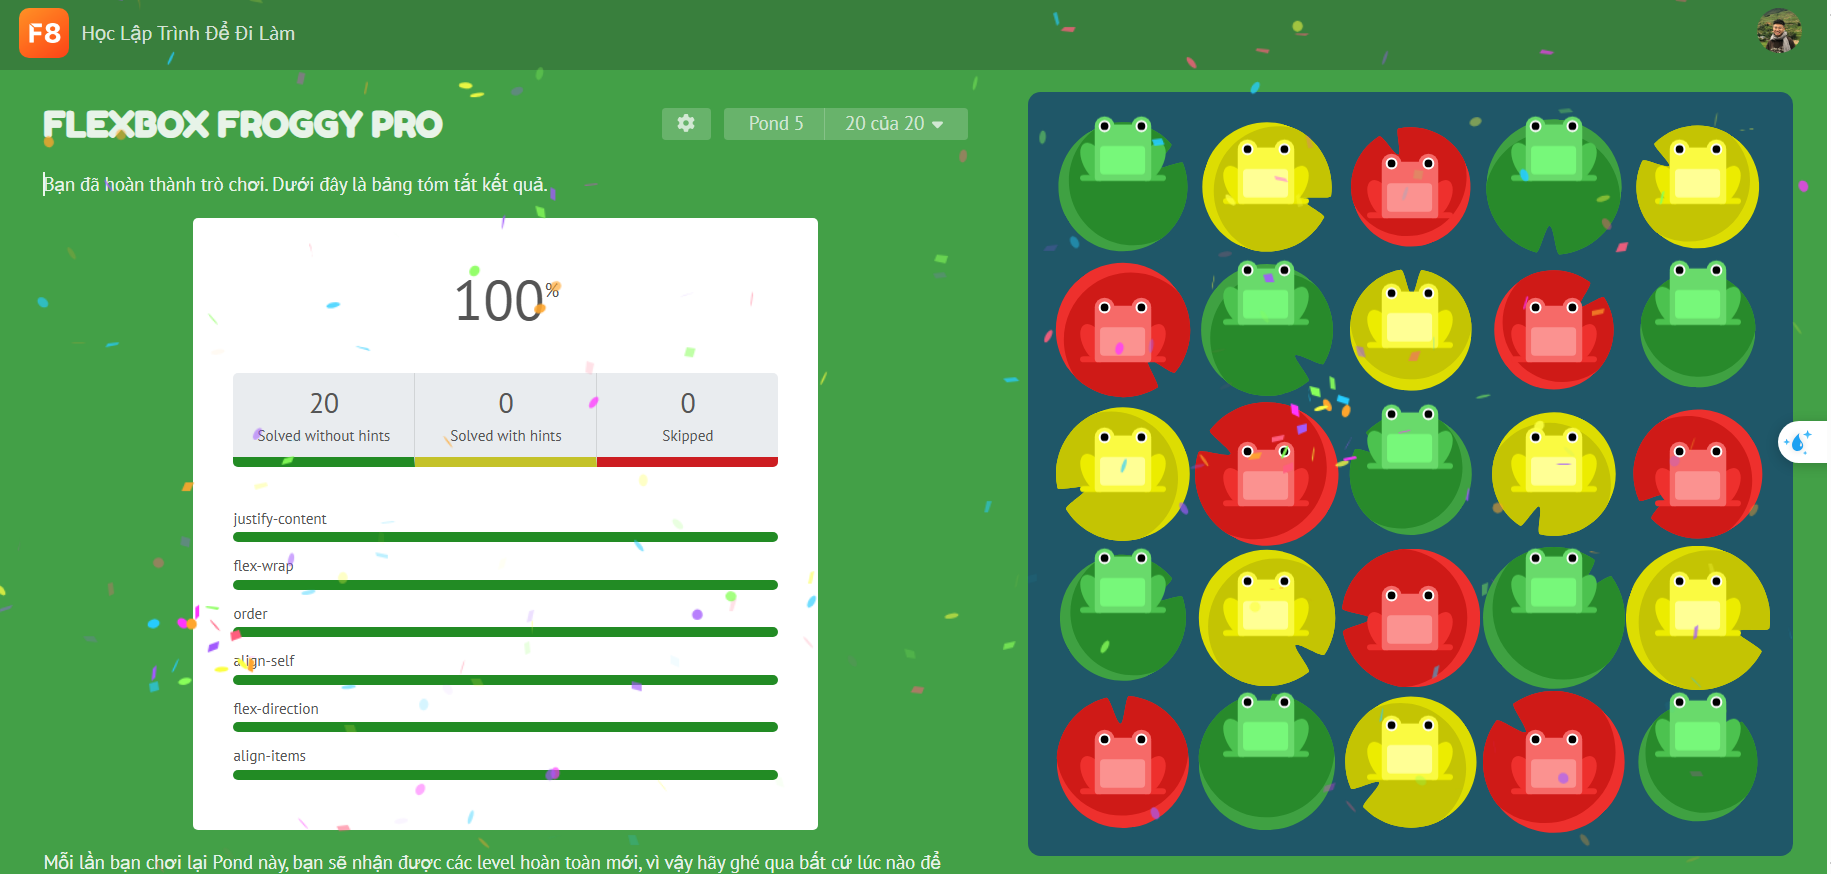 F8 Học Lập Trình Để Đi Làm
FLEXBOX FROGGY PRO
Pond 5 20 của 20
Bạn đã hoàn thành trò chơi. Dưới đây là bảng tóm tắt kết quả.
100%
20 0 0
Solved without hints Solved with hints Skipped
justify-content
flex-wrap
order
align-self
flex-direction
align-items
Mỗi lần bạn chơi lại Pond này, bạn sẽ nhận được các level hoàn toàn mới, vì vậy hãy ghé qua bất cứ lúc nào để